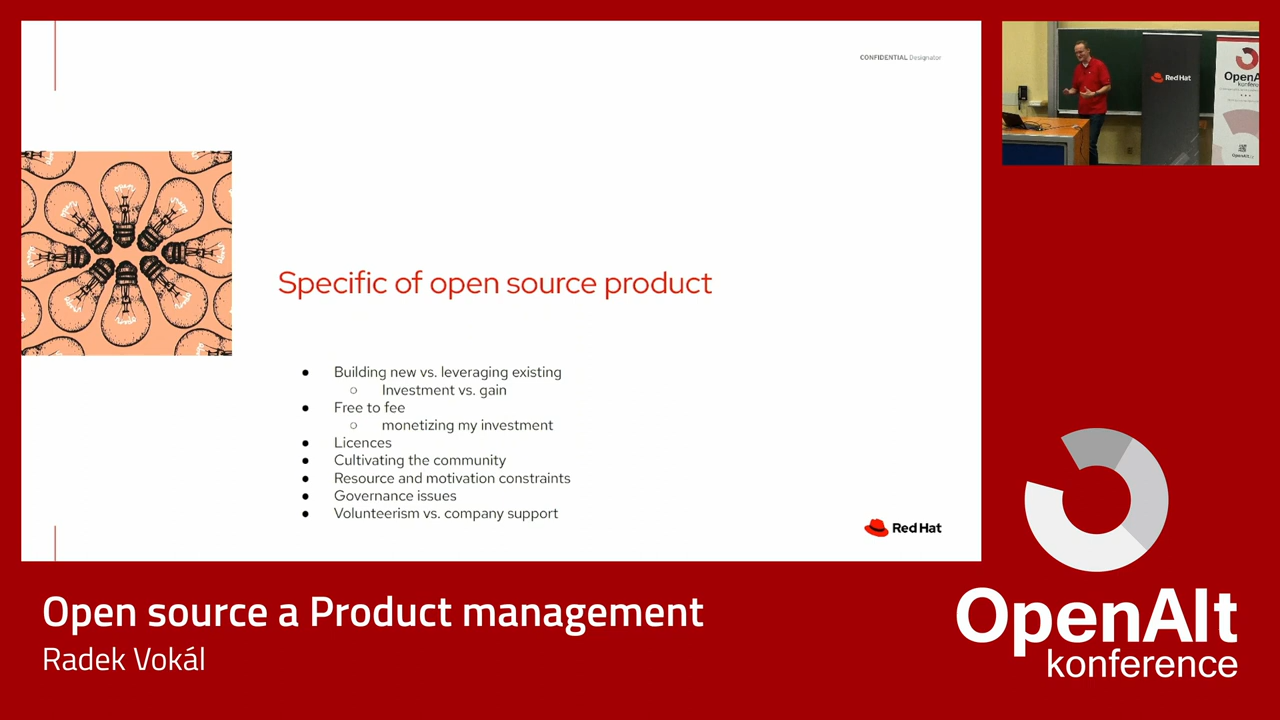 CONFIDENTIAL Designator
Specific of open source product
● Building new vs. leveraging existing
○ Investment vs. gain
● Free to fee
○ monetizing my investment
● Licences
● Cultivating the community
● Resource and motivation constraints
● Governance issues
● Volunteerism vs. company support
Red Hat
Red Hat
OpenA
konfere
Open source a Product management
Radek Vokál
OpenAlt
konference